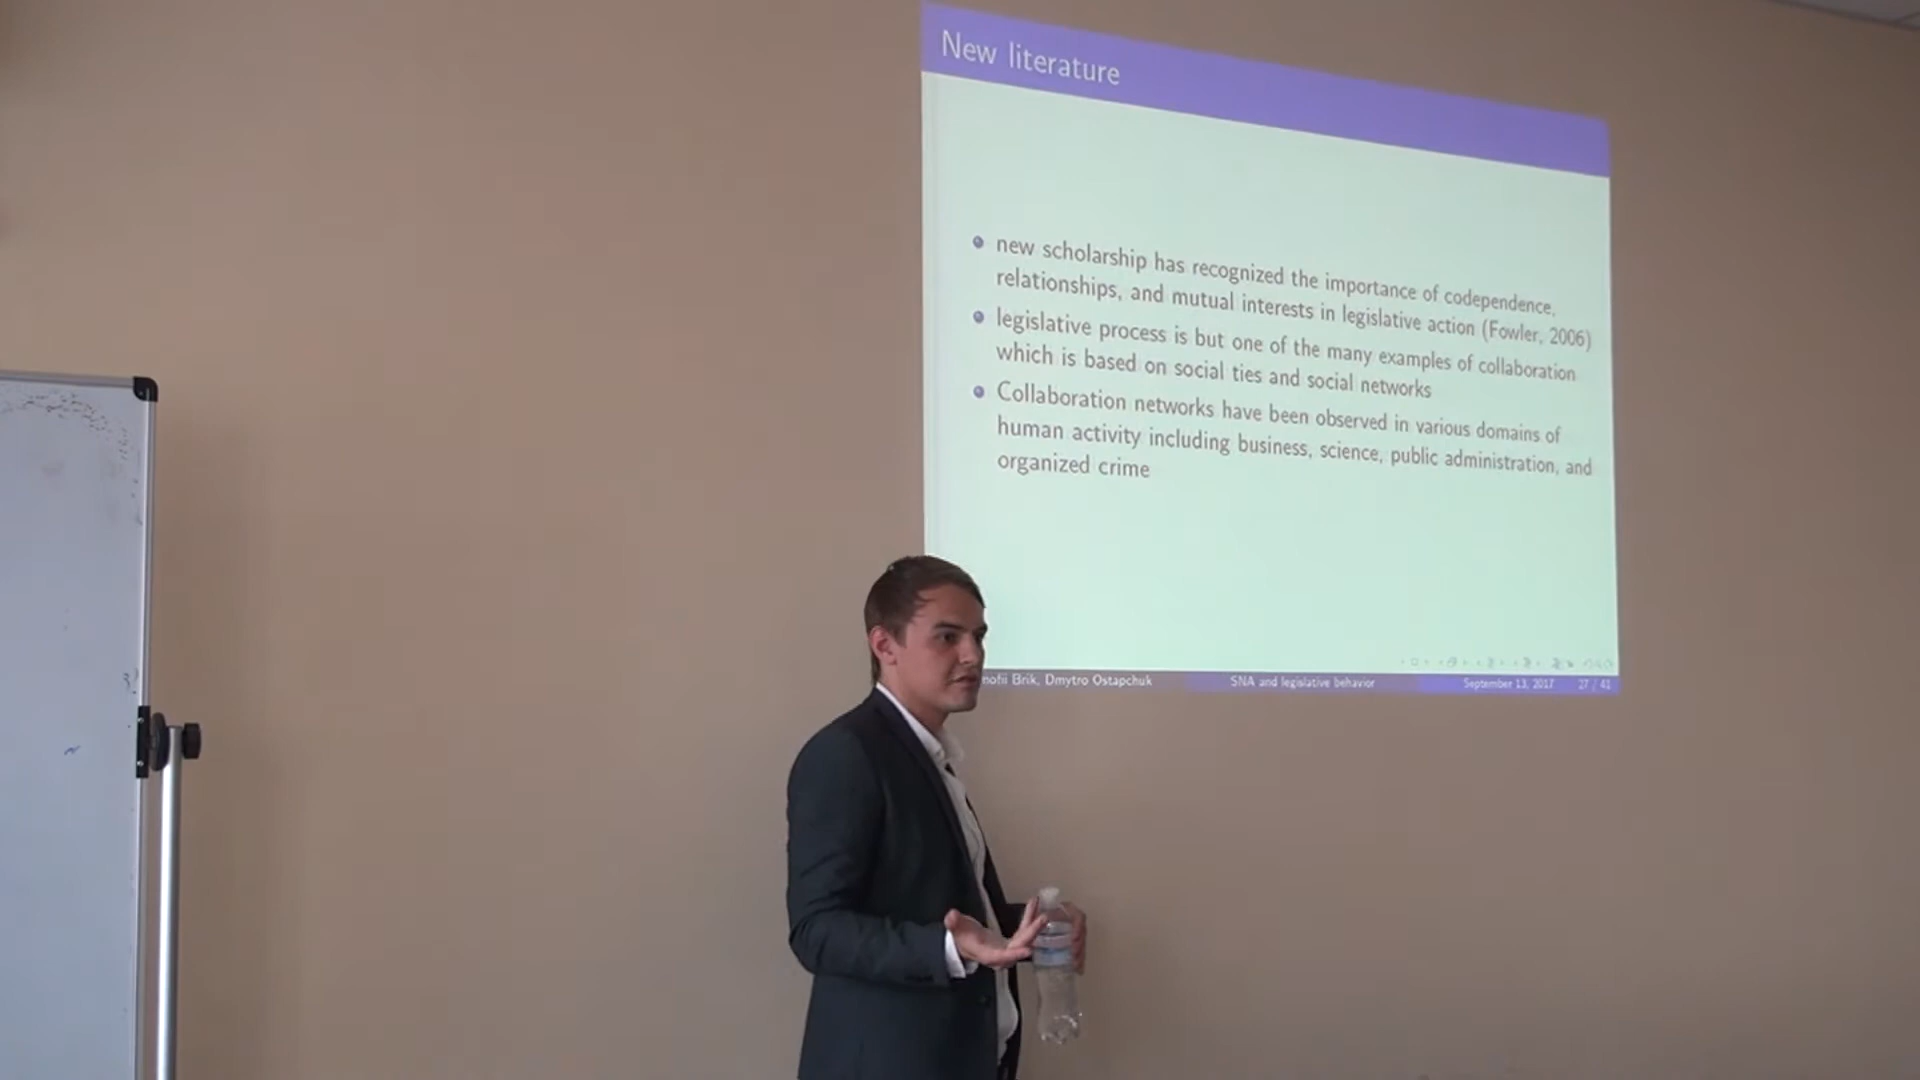 New literature
new scholarship has recognized the importance of codependence,
relationships, and mutual interests in legislative action (Fowler, 2006)
legislative process is but one of the many examples of collaboration
which is based on social ties and social networks
Collaboration networks have been observed in various domains of
human activity including business, science, public administration, and
organized crime
Brik, Dmytro Ostapchuk SNA and legislative behavior September 13, 2017 27 / 41